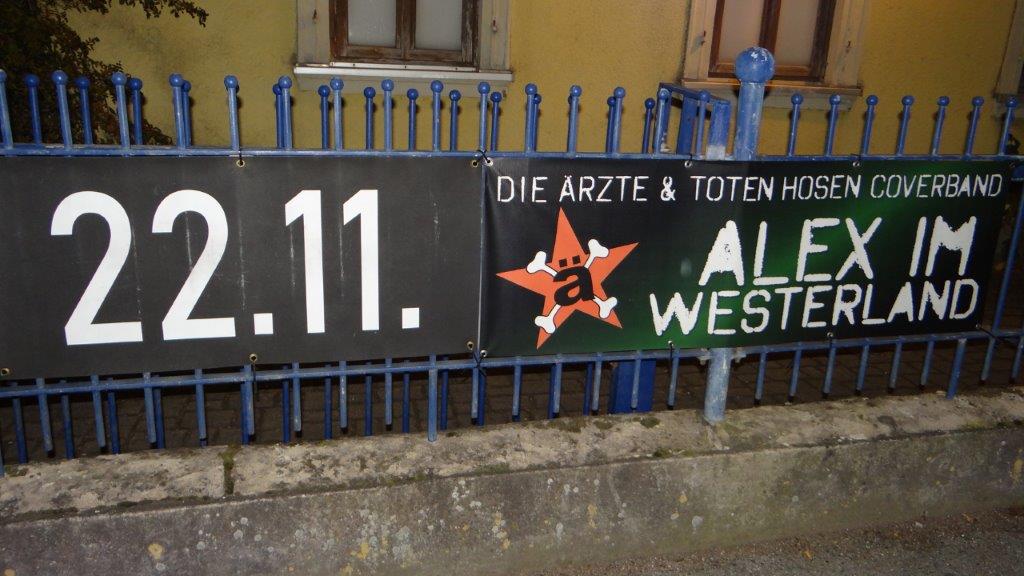 22.11.
DIE ÄRZTE & TOTEN HOSEN COVERBAND
ä
ALEX IM
WESTERLAND